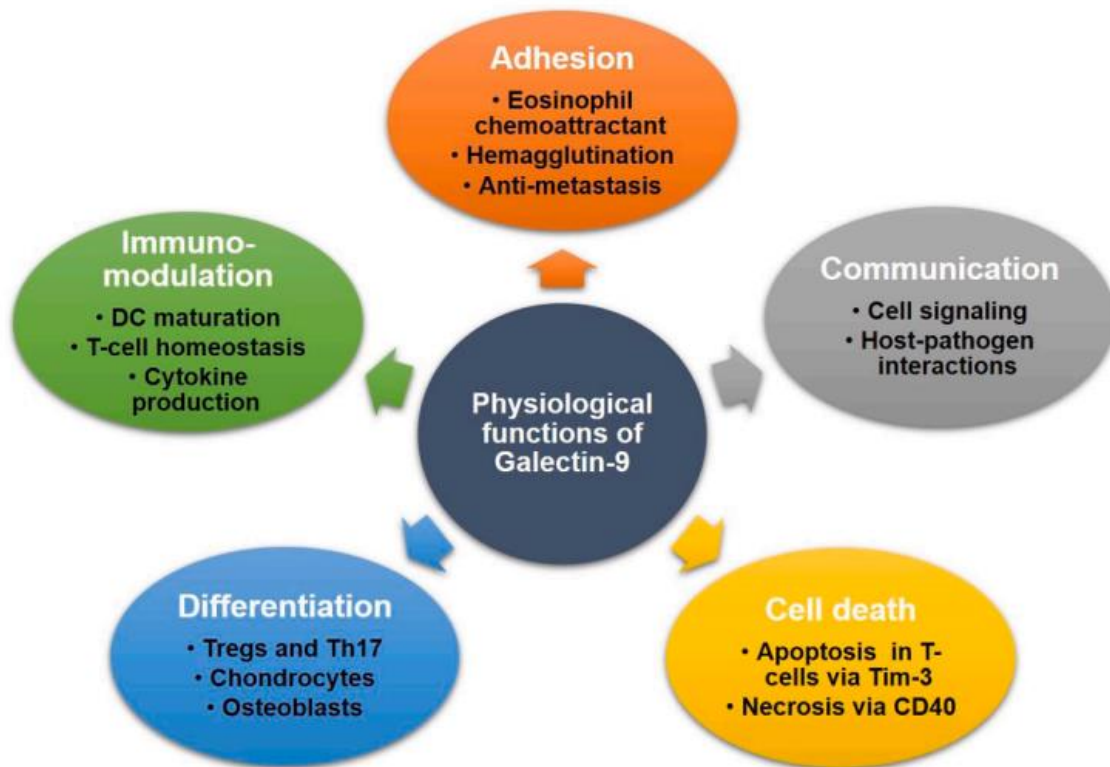 Adhesion
• Eosinophil
chemoattractant
• Hemagglutination
• Anti-metastasis
Immuno-
modulation
• DC maturation
• T-cell homeostasis
• Cytokine
production
Communication
• Cell signaling
• Host-pathogen
interactions
Physiological
functions of
Galectin-9
Differentiation
• Tregs and Th17
• Chondrocytes
• Osteoblasts
Cell death
• Apoptosis in T-
cells via Tim-3
• Necrosis via CD40